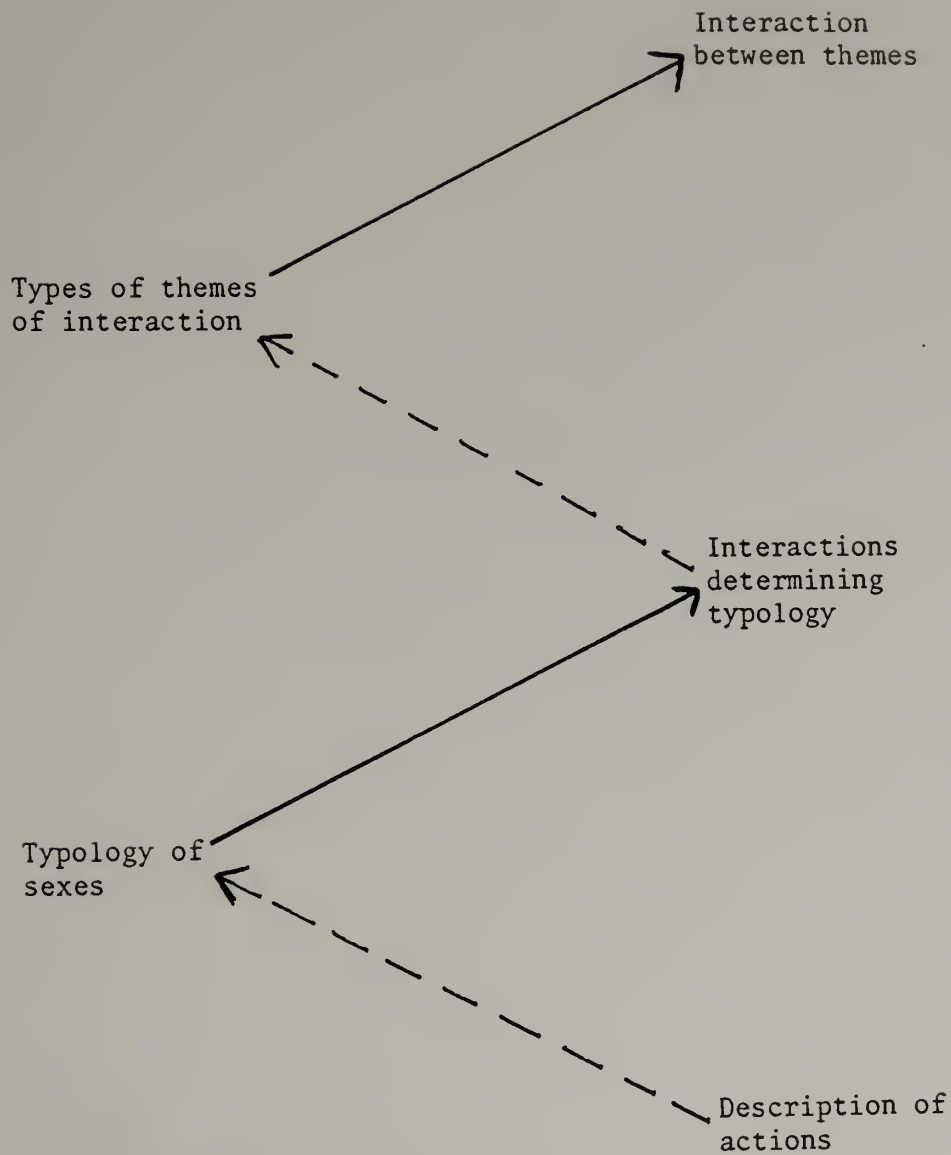 Interaction
between themes
Types of themes
of interaction
Interactions
determining
typology
Typology of
sexes
Description of
actions